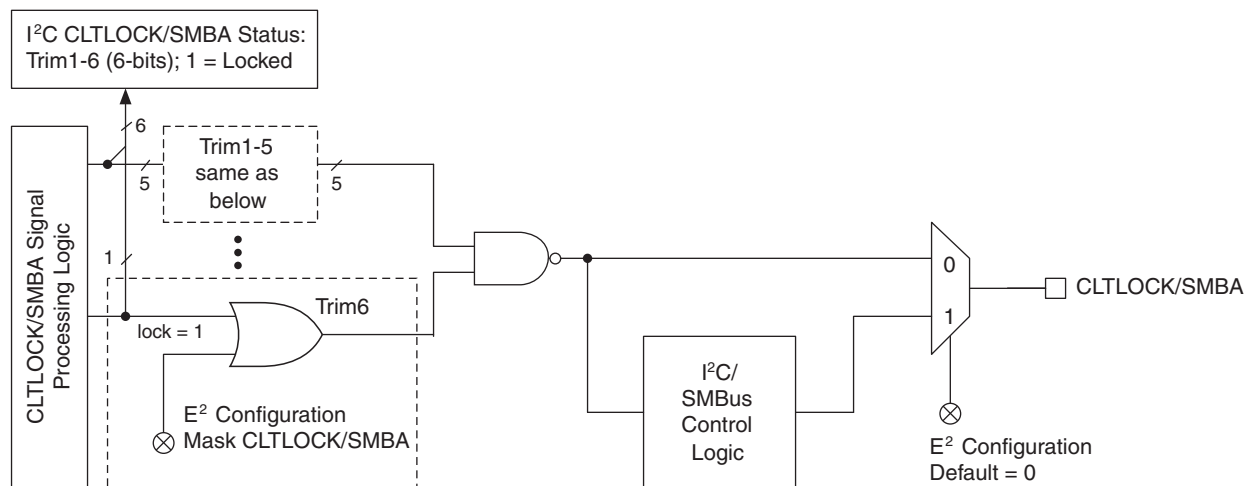 I²C CLTLOCK/SMBA Status:
Trim1-6 (6-bits); 1 = Locked
6
CLTLOCK/SMBA Signal
Processing Logic
5
Trim1-5
same as
below
5
1
Trim6
lock = 1
E² Configuration
Mask CLTLOCK/SMBA
I²C/
SMBus
Control
Logic
0
1
CLTLOCK/SMBA
E² Configuration
Default = 0